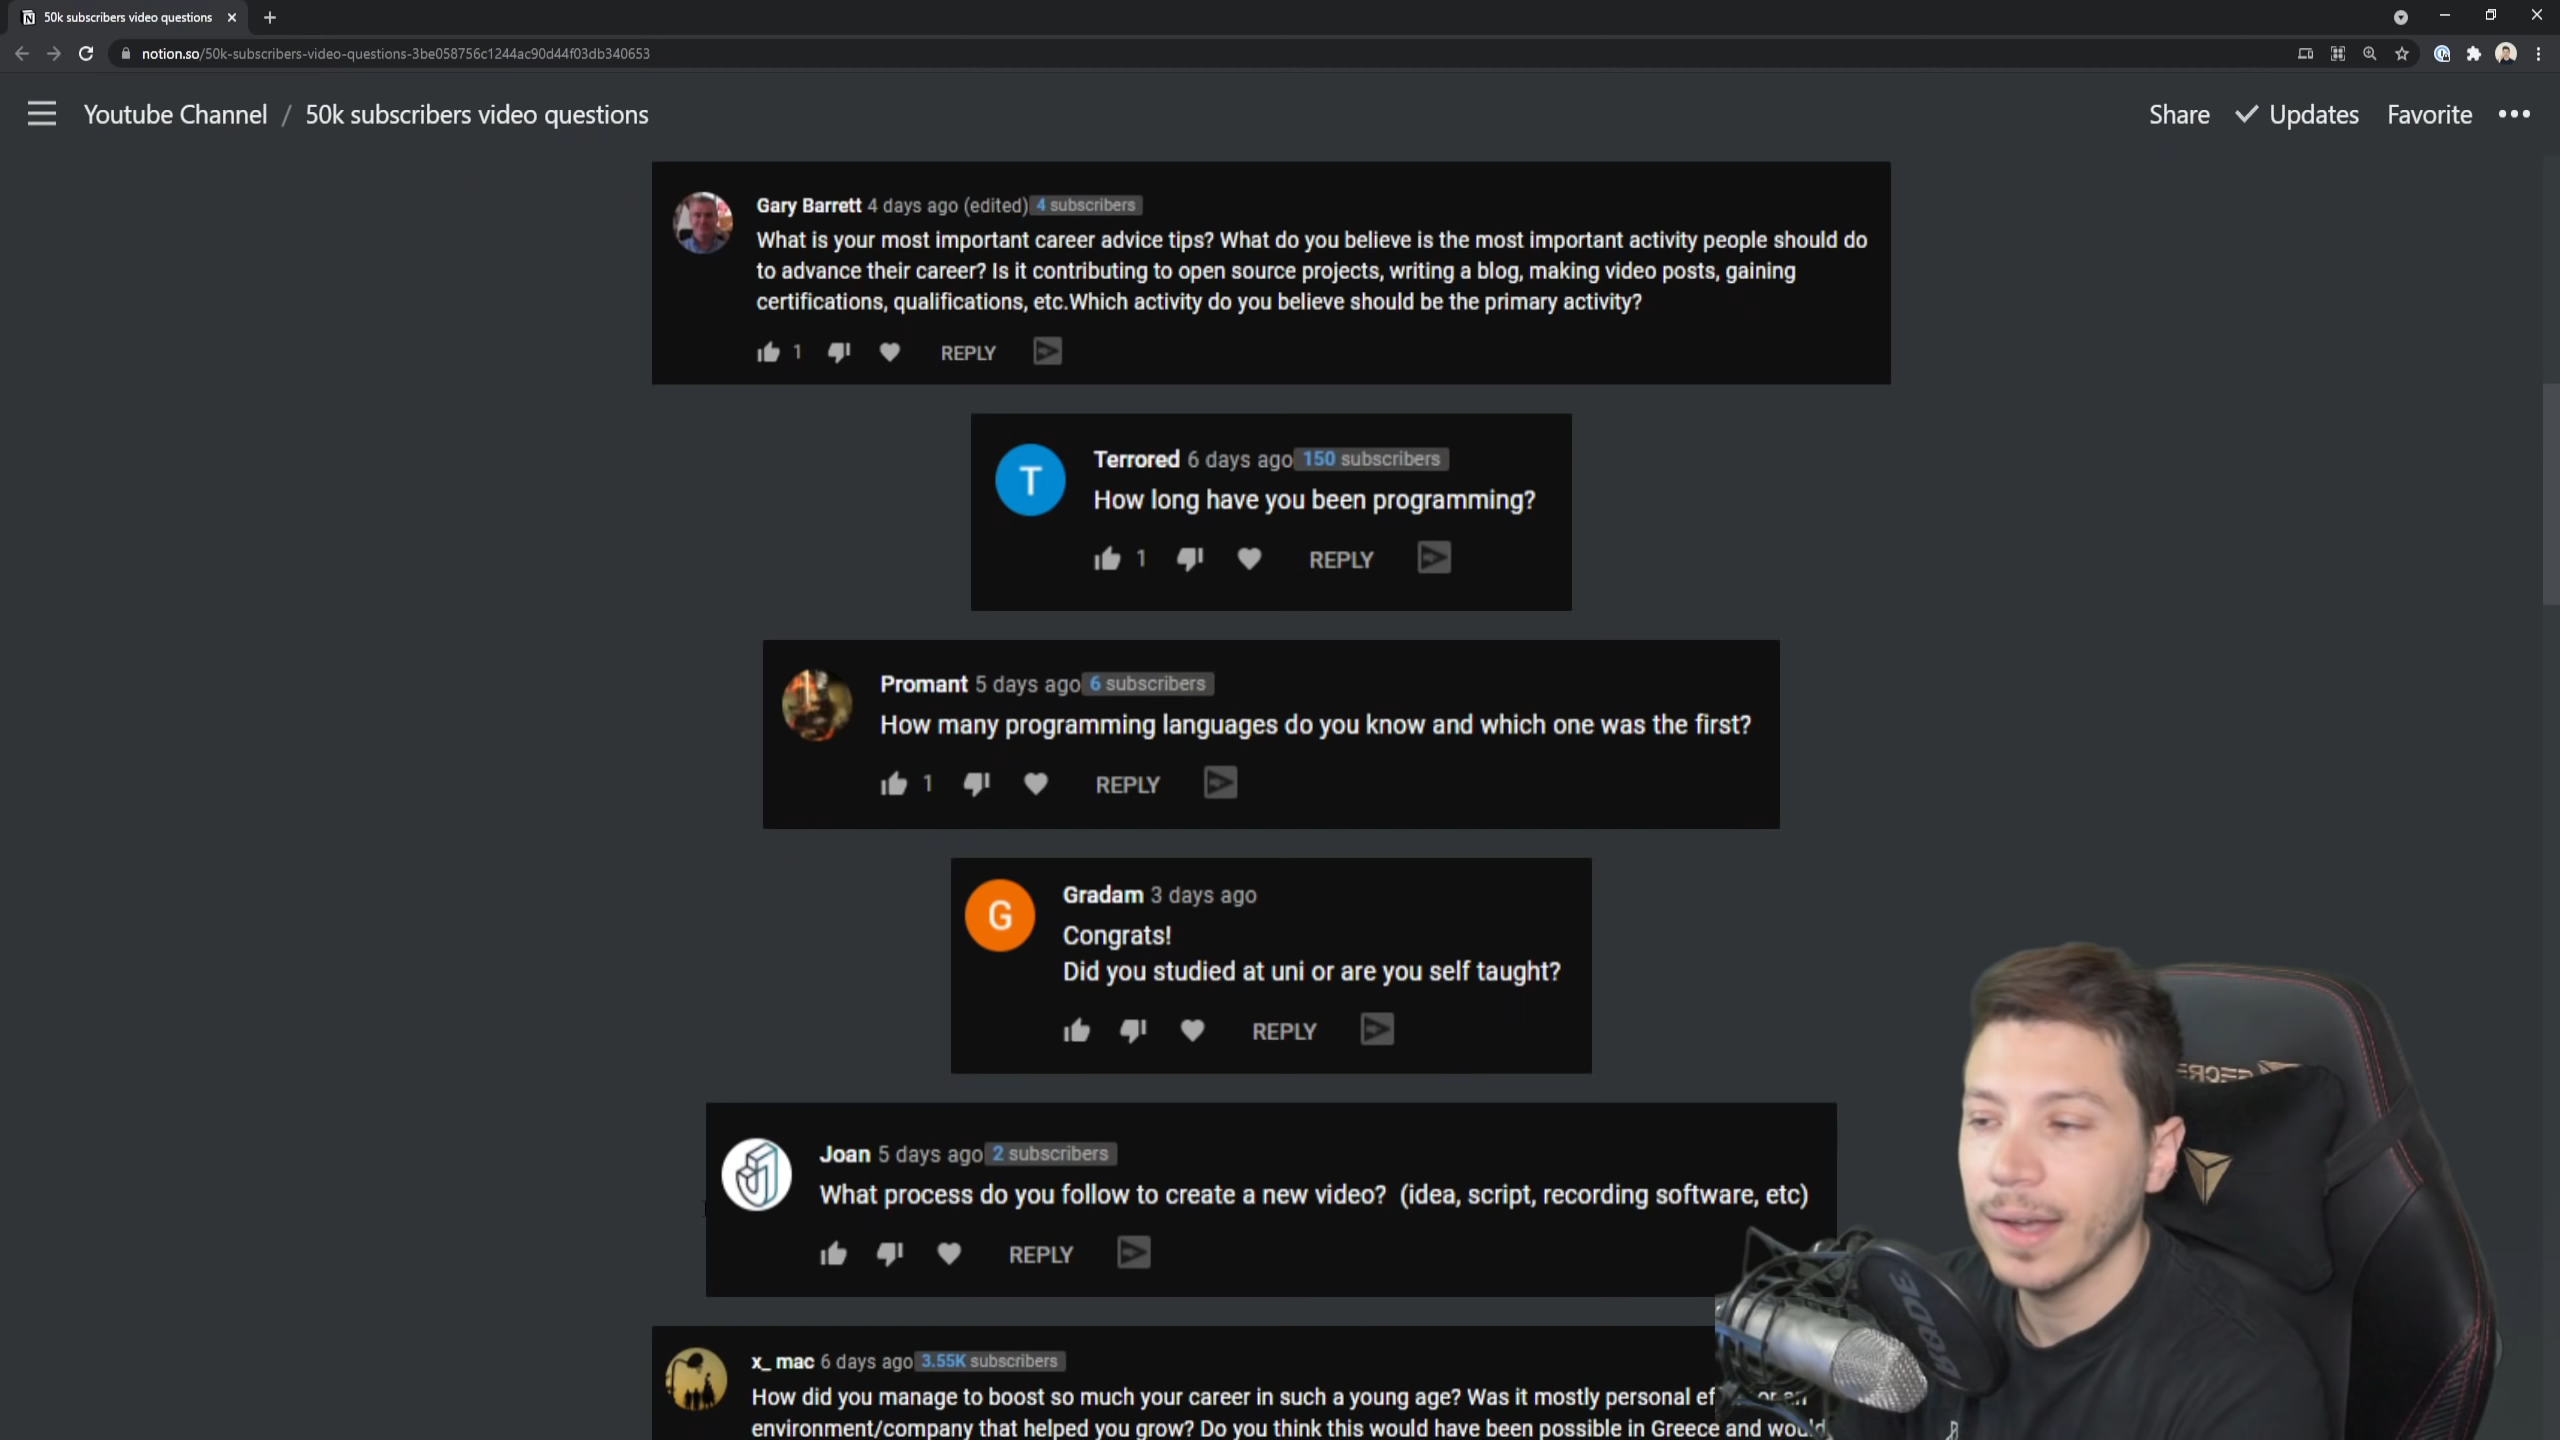 50k subscribers video questions
notion.so/50k-subscribers-video-questions-3be058756c1244ac90d44f03db340653
Youtube Channel / 50k subscribers video questions
Share Updates Favorite
Gary Barrett 4 days ago (edited) 4 subscribers
What is your most important career advice tips? What do you believe is the most important activity people should do
to advance their career? Is it contributing to open source projects, writing a blog, making video posts, gaining
certifications, qualifications, etc.Which activity do you believe should be the primary activity?
1 REPLY
T
Terrored 6 days ago 150 subscribers
How long have you been programming?
1 REPLY
Promant 5 days ago 6 subscribers
How many programming languages do you know and which one was the first?
1 REPLY
G
Gradam 3 days ago
Congrats!
Did you studied at uni or are you self taught?
REPLY
Joan 5 days ago 2 subscribers
What process do you follow to create a new video? (idea, script, recording software, etc)
REPLY
x_ mac 6 days ago 3.55K subscribers
How did you manage to boost so much your career in such a young age? Was it mostly personal or an
environment/company that helped you grow? Do you think this would have been possible in Greece and would
RODE